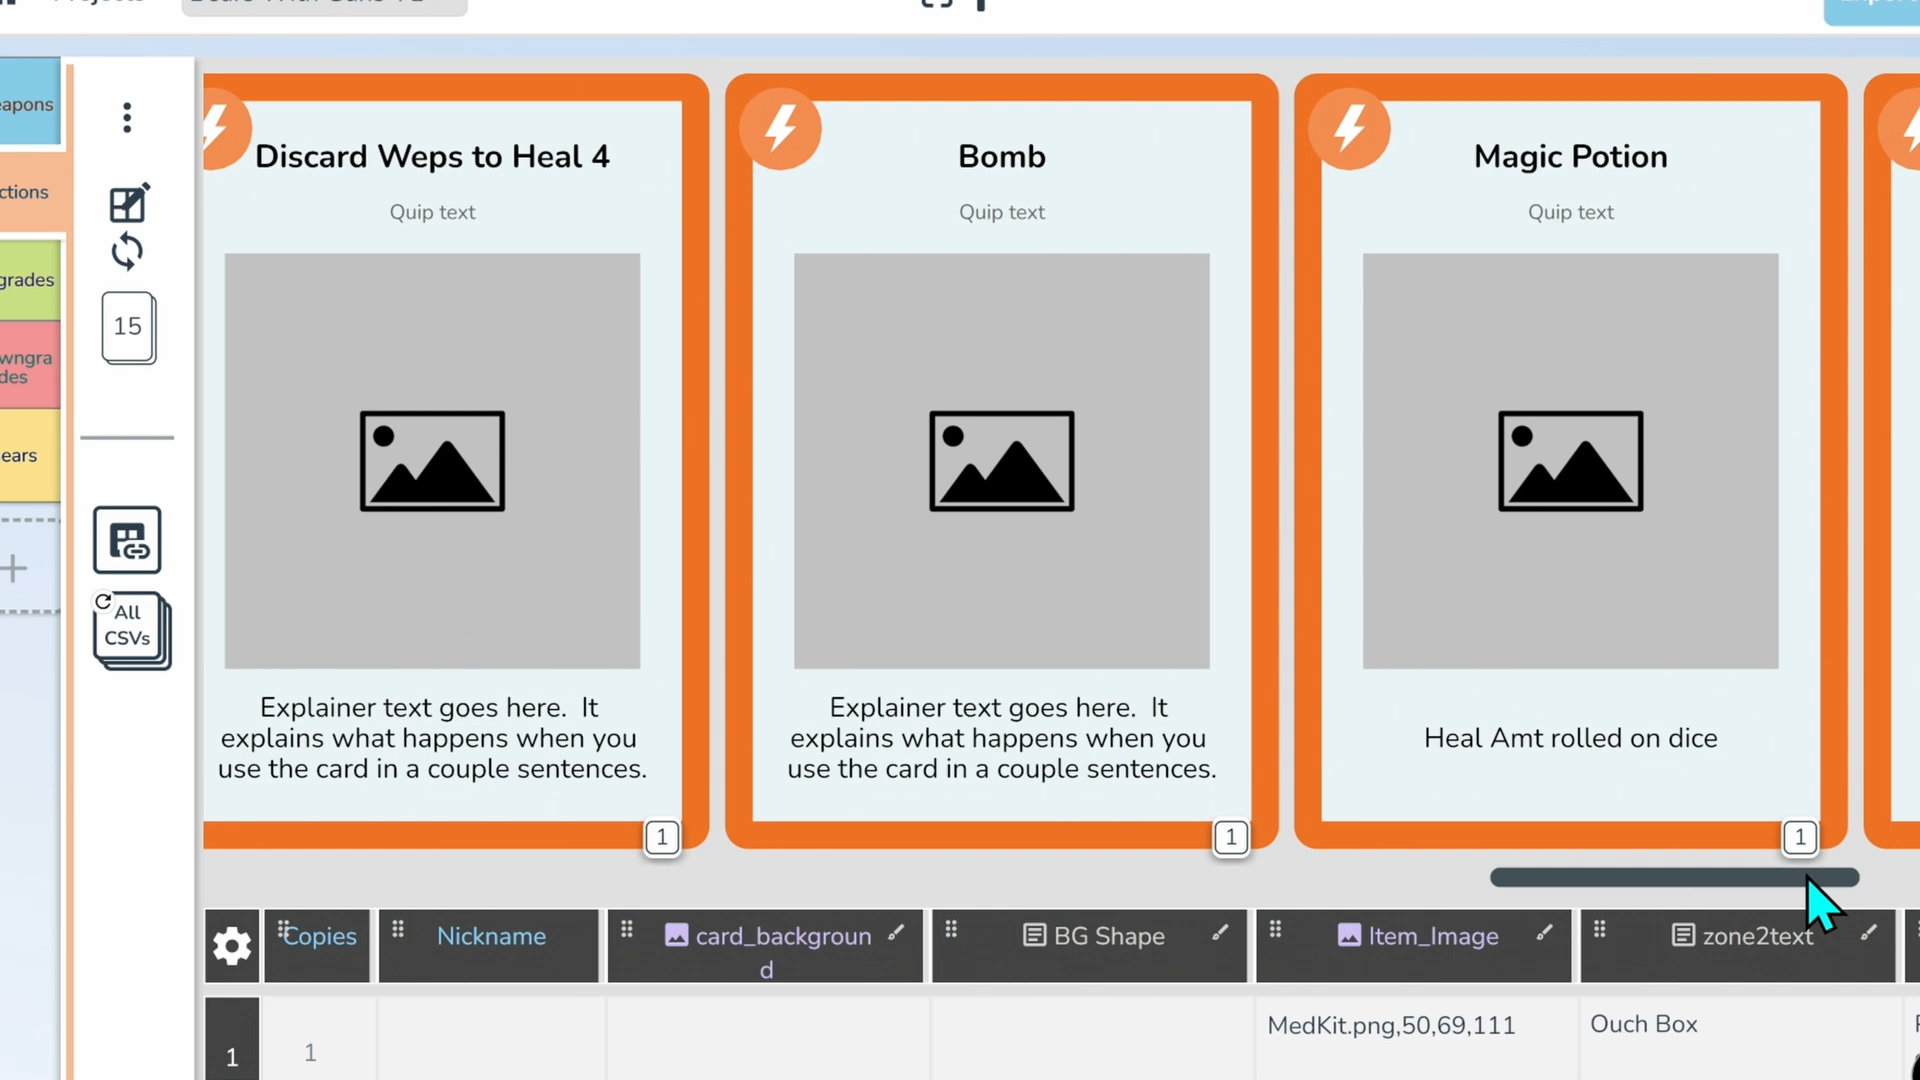 Projects
eapons
ctions
grades
wngra
des
ears
15
All
CSVs
Discard Weps to Heal 4
Quip text
Explainer text goes here. It
explains what happens when you
use the card in a couple sentences.
1
Bomb
Quip text
Explainer text goes here. It
explains what happens when you
use the card in a couple sentences.
1
Magic Potion
Quip text
Heal Amt rolled on dice
1
Copies
Nickname
card_backgroun
d
BG Shape
Item_Image
zone2text
1
1
MedKit.png,50,69,111
Ouch Box